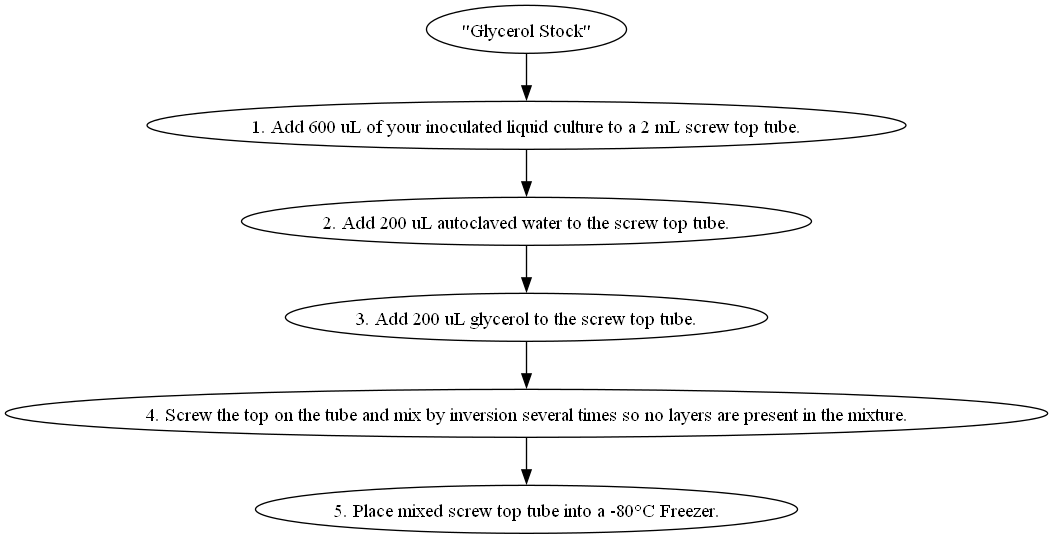 "Glycerol Stock"
1. Add 600 uL of your inoculated liquid culture to a 2 mL screw top tube.
2. Add 200 uL autoclaved water to the screw top tube.
3. Add 200 uL glycerol to the screw top tube.
4. Screw the top on the tube and mix by inversion several times so no layers are present in the mixture.
5. Place mixed screw top tube into a -80°C Freezer.